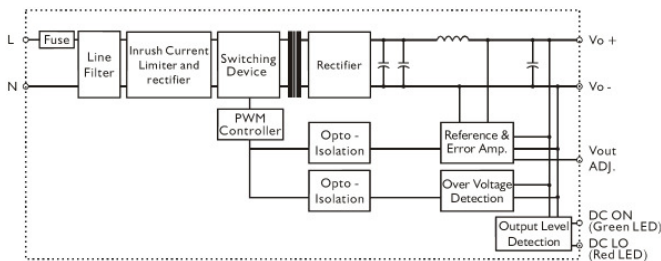 L
Fuse
Line
Filter
Inrush Current
Limiter and
rectifier
Switching
Device
Rectifier
Vo +
N
Vo -
PWM
Controller
Opto -
Isolation
Reference &
Error Amp.
Vout
ADJ.
Opto -
Isolation
Over Voltage
Detection
Output Level
Detection
DC ON
(Green LED)
DC LO
(Red LED)